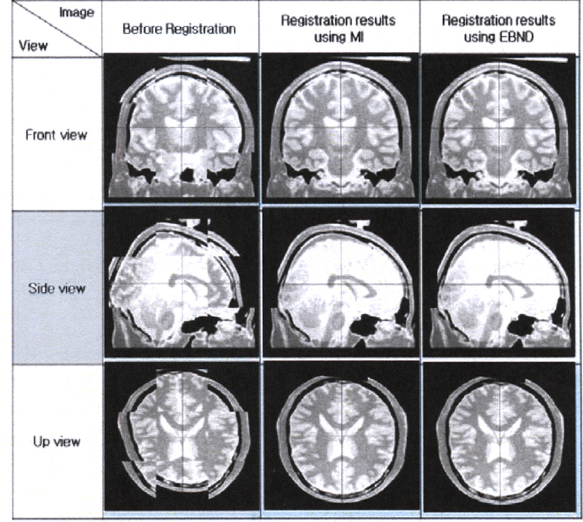 Image
View
Before Registration
Registration results
using MI
Registration results
using EBND
Front view
Side view
Up view